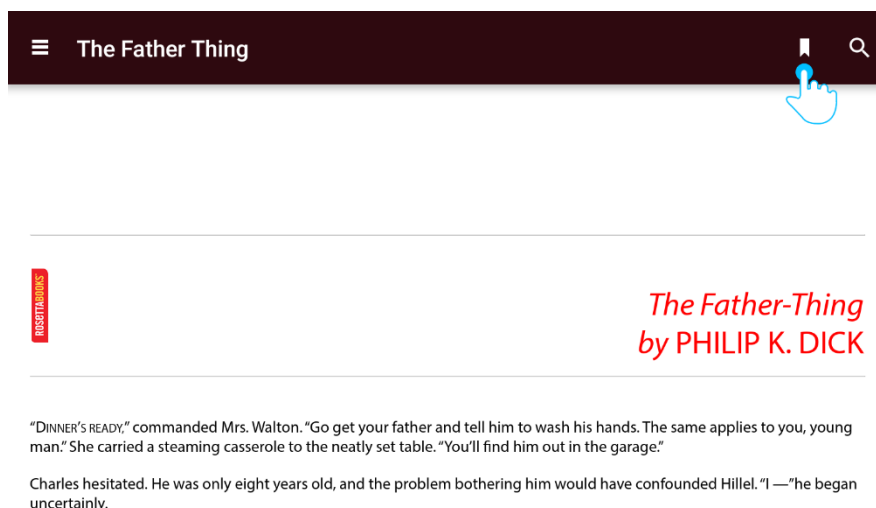 The Father Thing
ROSETTABOOKS
The Father-Thing
by PHILIP K. DICK
“DINNER’S READY,” commanded Mrs. Walton. “Go get your father and tell him to wash his hands. The same applies to you, young
man.” She carried a steaming casserole to the neatly set table. “You’ll find him out in the garage.”
Charles hesitated. He was only eight years old, and the problem bothering him would have confounded Hillel. “I —”he began
uncertainly.